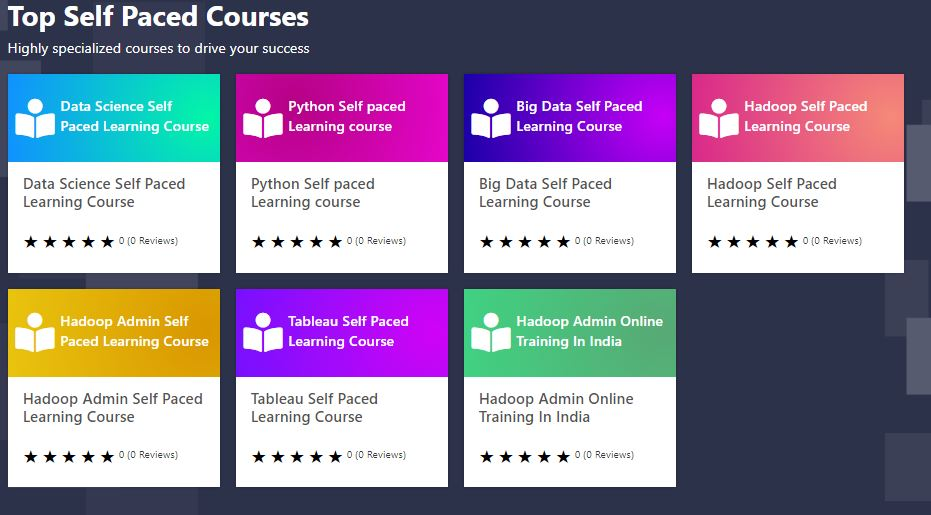 Top Self Paced Courses
Highly specialized courses to drive your success
Data Science Self
Paced Learning Course
Data Science Self Paced
Learning Course
★ ★ ★ ★ ★ 0 (0 Reviews)
Python Self paced
Learning course
Python Self paced
Learning course
★ ★ ★ ★ ★ 0 (0 Reviews)
Big Data Self Paced
Learning Course
Big Data Self Paced
Learning Course
★ ★ ★ ★ ★ 0 (0 Reviews)
Hadoop Self Paced
Learning Course
Hadoop Self Paced
Learning Course
★ ★ ★ ★ ★ 0 (0 Reviews)
Hadoop Admin Self
Paced Learning Course
Hadoop Admin Self Paced
Learning Course
★ ★ ★ ★ ★ 0 (0 Reviews)
Tableau Self Paced
Learning Course
Tableau Self Paced
Learning Course
★ ★ ★ ★ ★ 0 (0 Reviews)
Hadoop Admin Online
Training In India
Hadoop Admin Online
Training In India
★ ★ ★ ★ ★ 0 (0 Reviews)